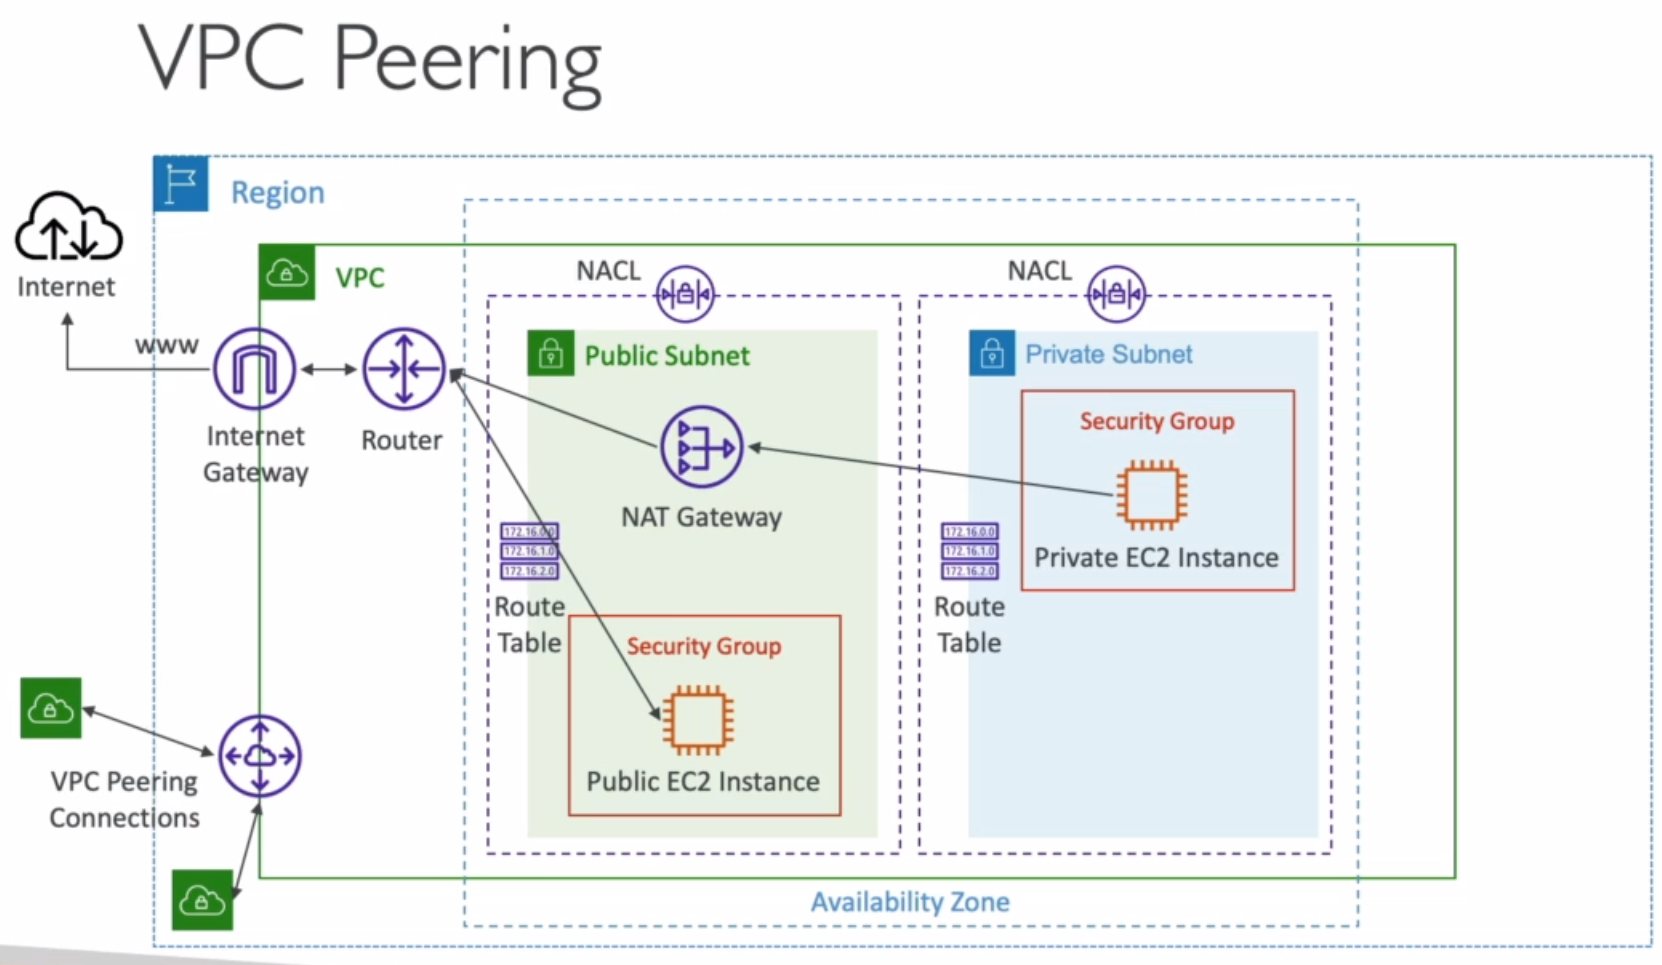 VPC Peering
Region
Internet
www
VPC
Internet
Gateway
Router
NACL
Public Subnet
NAT Gateway
172.16.0.0
172.16.1.0
172.16.2.0
Route
Table
Security Group
Public EC2 Instance
NACL
Private Subnet
Security Group
Private EC2 Instance
172.16.0.0
172.16.1.0
172.16.2.0
Route
Table
VPC Peering
Connections
Availability Zone